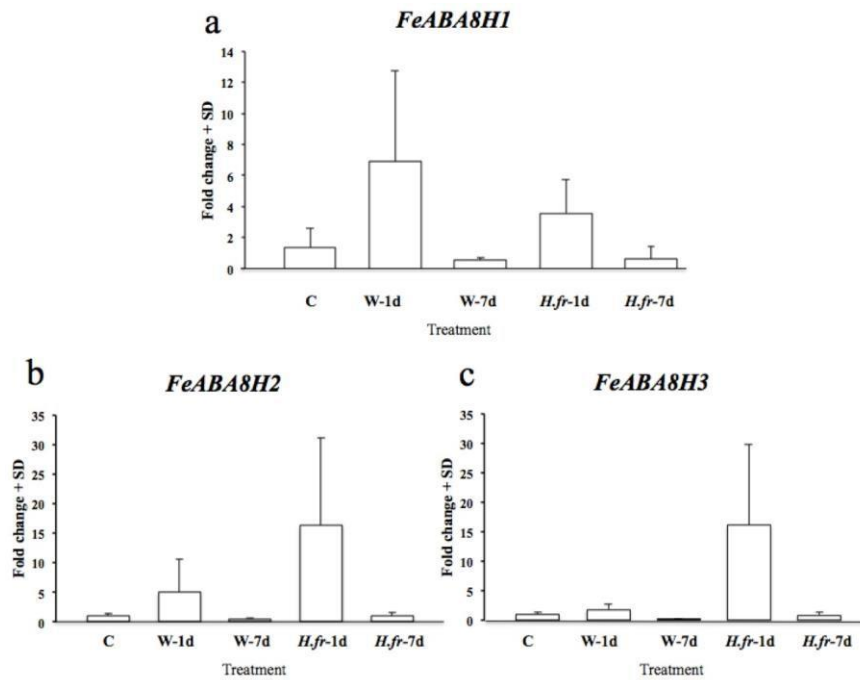 a
FeABA8H1
Fold change + SD
14
12
10
8
6
4
2
0
C W-1d W-7d H.fr-1d H.fr-7d
Treatment
b
FeABA8H2
Fold change + SD
35
30
25
20
15
10
5
0
C W-1d W-7d H.fr-1d H.fr-7d
Treatment
c
FeABA8H3
Fold change + SD
35
30
25
20
15
10
5
0
C W-1d W-7d H.fr-1d H.fr-7d
Treatment